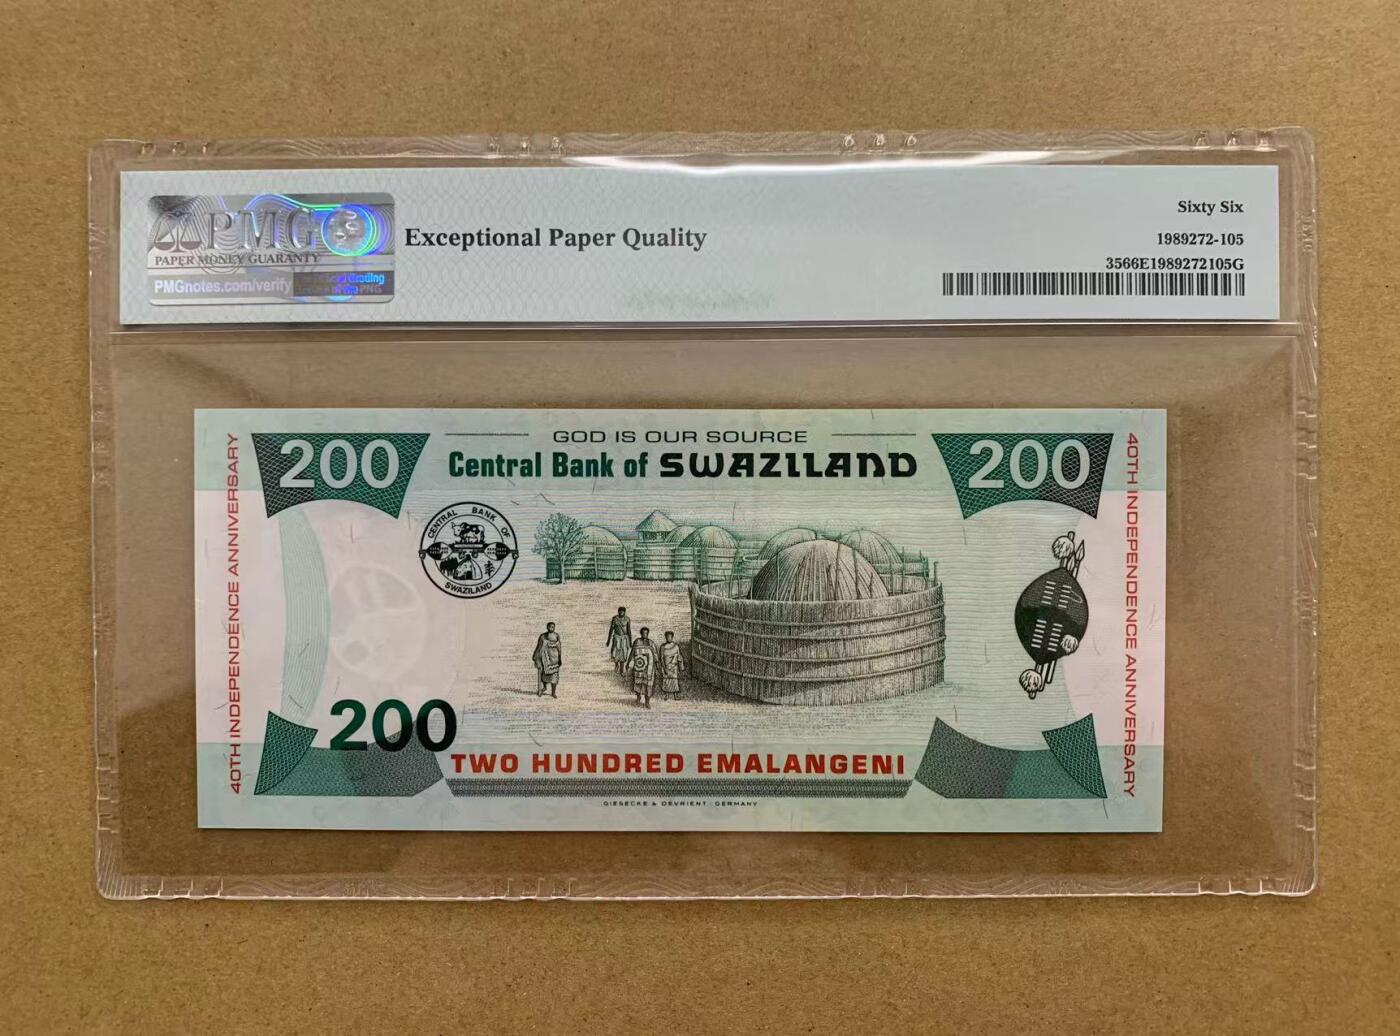 PMG
PAPER MONEY GUARANTY
PMGnotes.com/verify
Exceptional Paper Quality
Sixty Six
1989272-105
3566E1989272105G
200
GOD IS OUR SOURCE
Central Bank of SWAZILAND
200
40TH INDEPENDENCE ANNIVERSARY
CENTRAL BANK OF
SWAZILAND
40TH INDEPENDENCE ANNIVERSARY
200
TWO HUNDRED EMALANGENI
GIESECKE & DEVRIENT · GERMANY